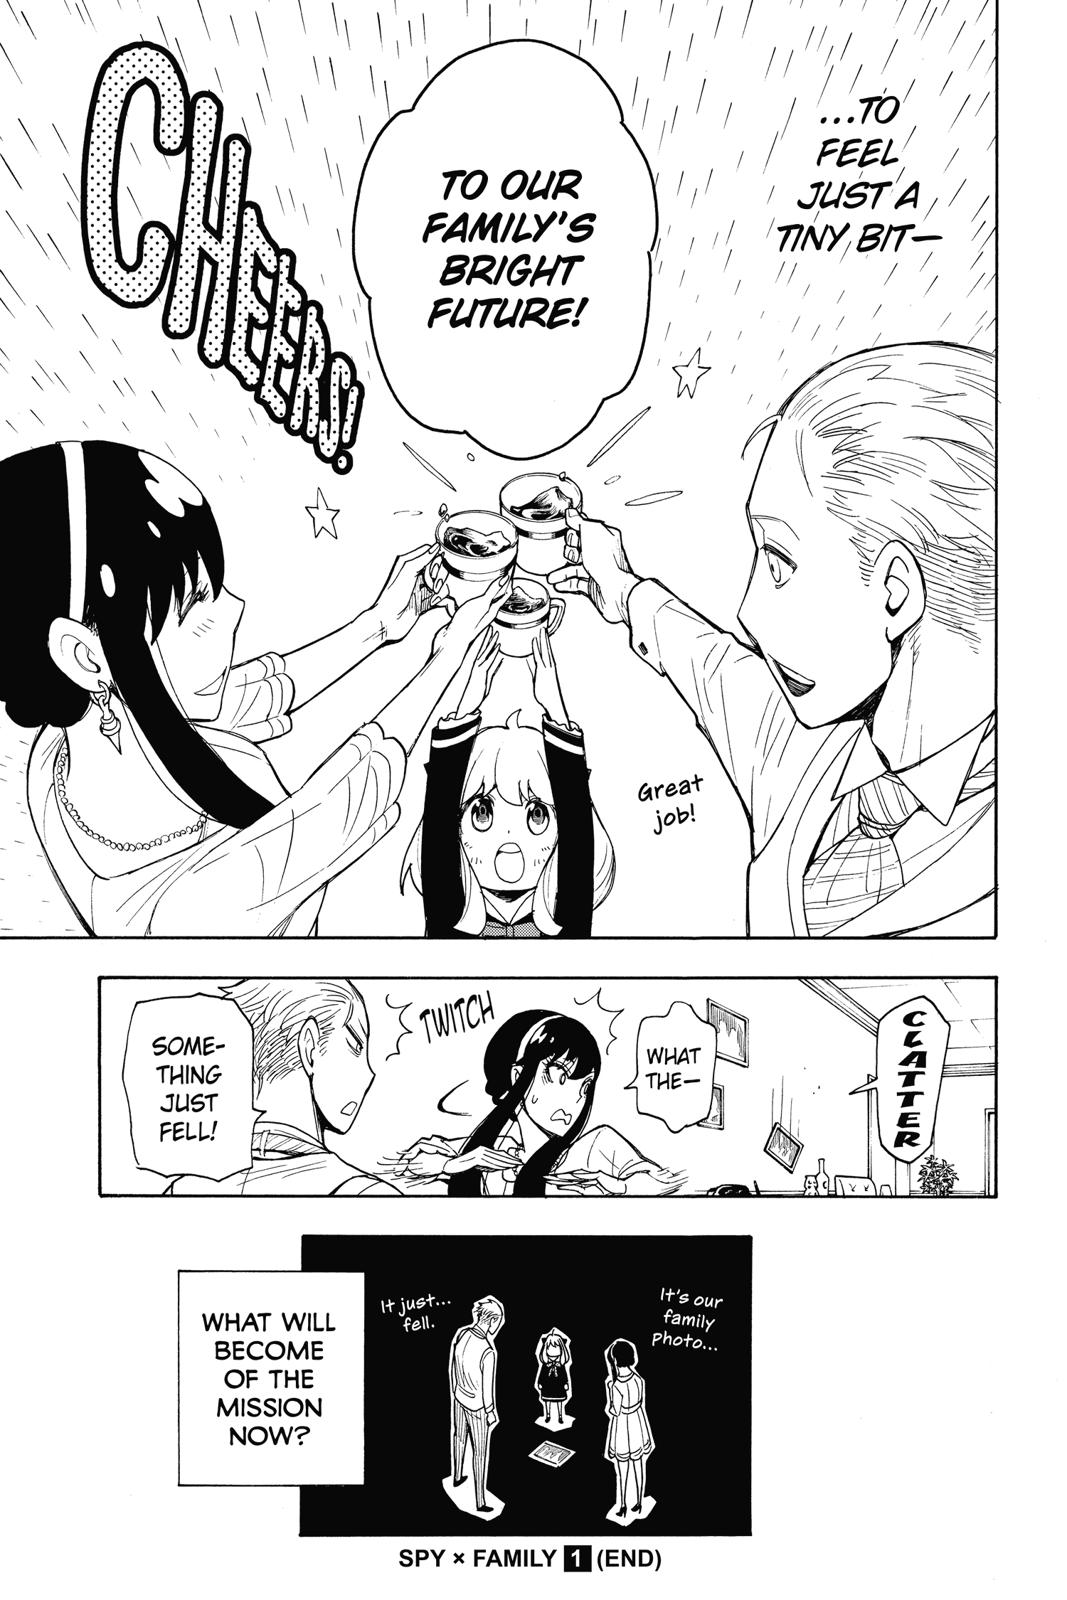 ...TO
FEEL
JUST A
TINY BIT—
TO OUR
FAMILY'S
BRIGHT
FUTURE!
CHEERS!
Great
job!
CLATTER
WHAT
THE—
TWITCH
SOME-
THING
JUST
FELL!
WHAT WILL
BECOME
OF THE
MISSION
NOW?
It just...
fell.
It's our
family
photo...
SPY × FAMILY 1 (END)